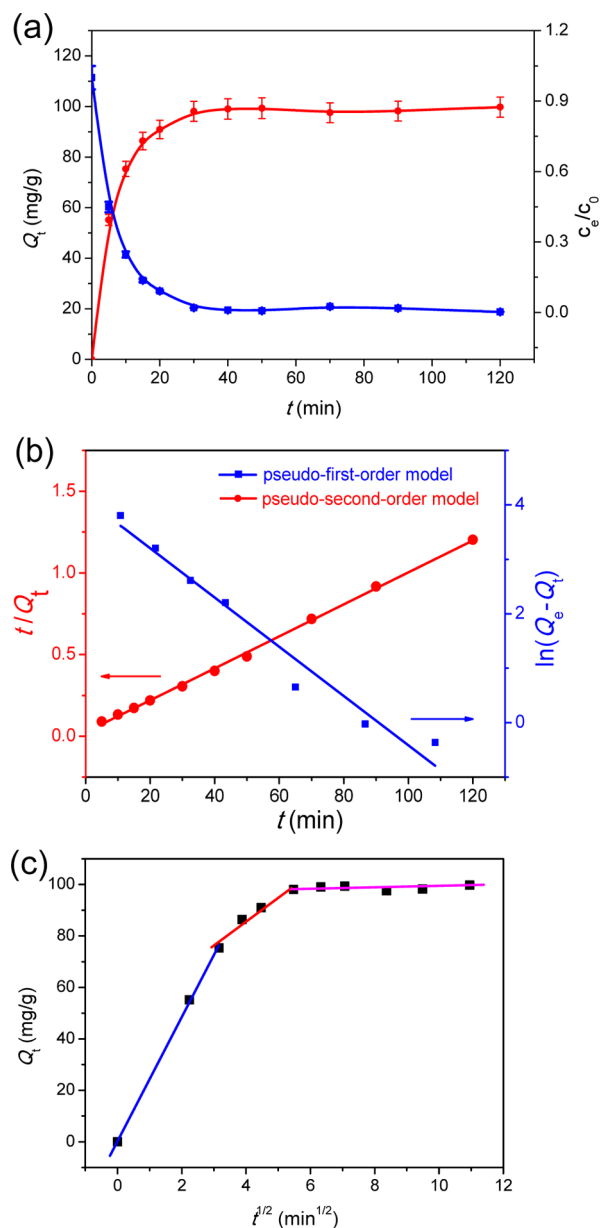 (a)
120
100
80
60
40
20
0
Qt (mg/g)
1.2
0.9
0.6
0.3
0.0
ce/c0
0 20 40 60 80 100 120
t (min)
(b)
pseudo-first-order model
pseudo-second-order model
1.5
1.0
0.5
0.0
t/Qt
4
2
0
ln(Qe-Qt)
0 20 40 60 80 100 120
t (min)
(c)
100
80
60
40
20
0
Qt (mg/g)
0 2 4 6 8 10 12
t1/2 (min1/2)